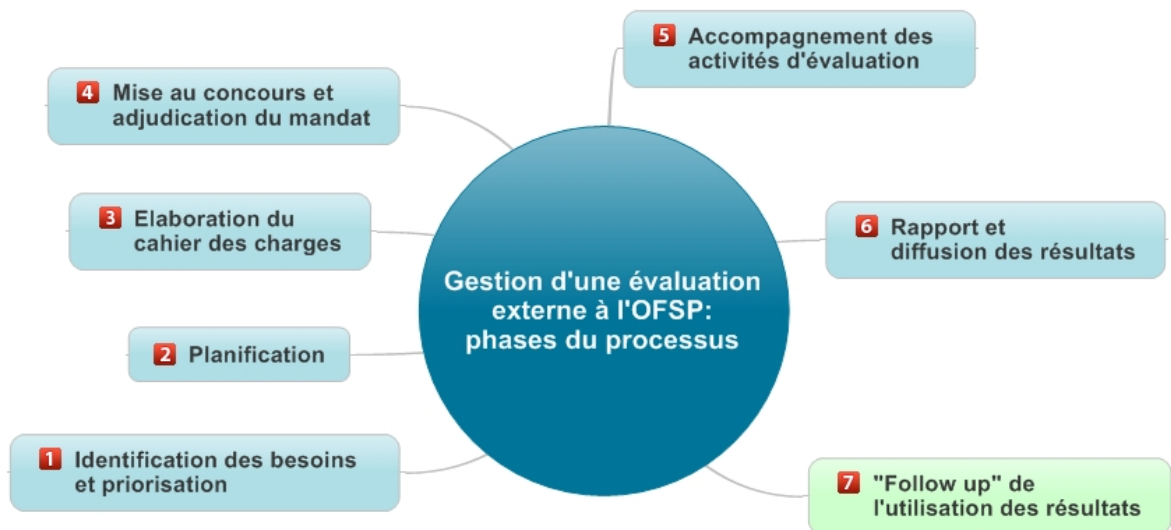 Gestion d'une évaluation
externe à l'OFSP:
phases du processus
1 Identification des besoins
et priorisation
2 Planification
3 Elaboration du
cahier des charges
4 Mise au concours et
adjudication du mandat
5 Accompagnement des
activités d'évaluation
6 Rapport et
diffusion des résultats
7 "Follow up" de
l'utilisation des résultats